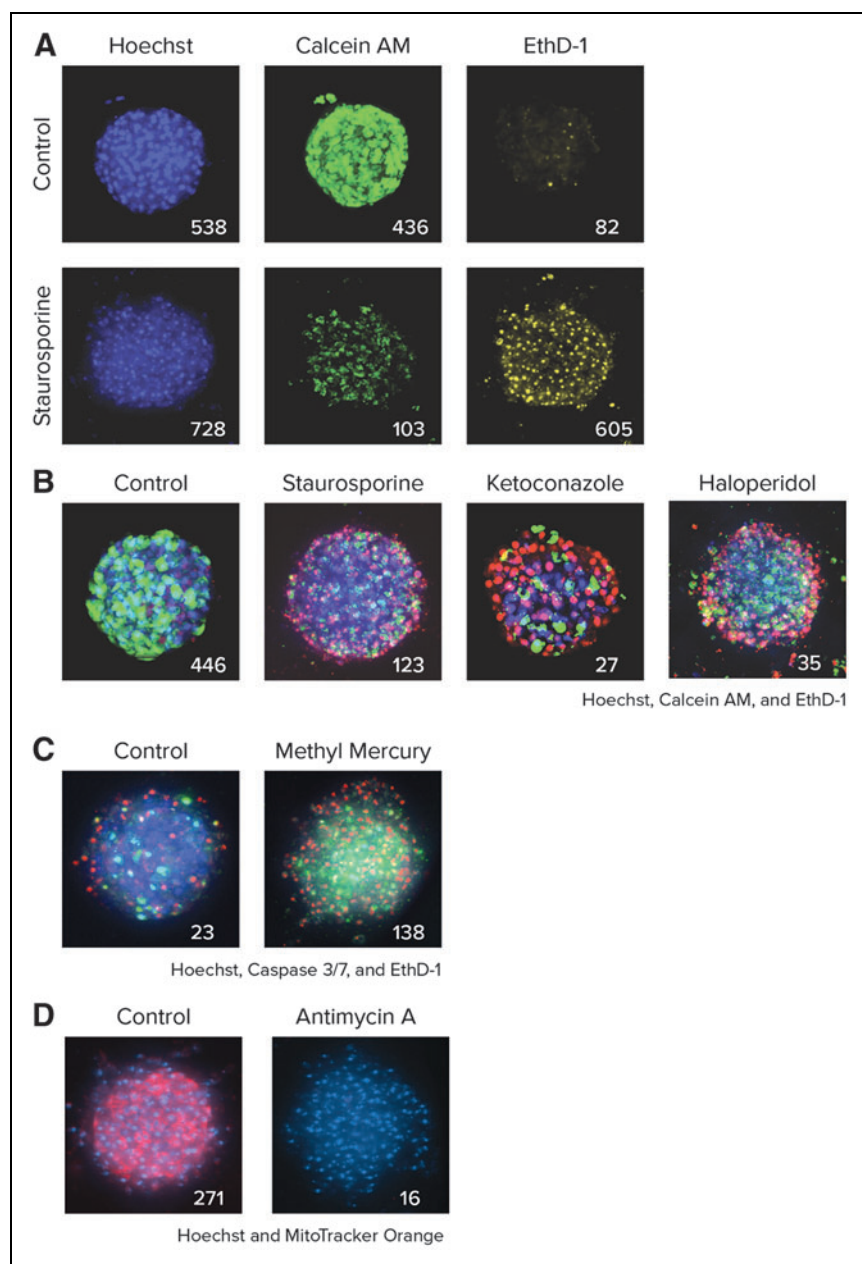 A
Hoechst Calcein AM EthD-1
Control
538 436 82
Staurosporine
728 103 605
B
Control Staurosporine Ketoconazole Haloperidol
446 123 27 35
Hoechst, Calcein AM, and EthD-1
C
Control Methyl Mercury
23 138
Hoechst, Caspase 3/7, and EthD-1
D
Control Antimycin A
271 16
Hoechst and MitoTracker Orange